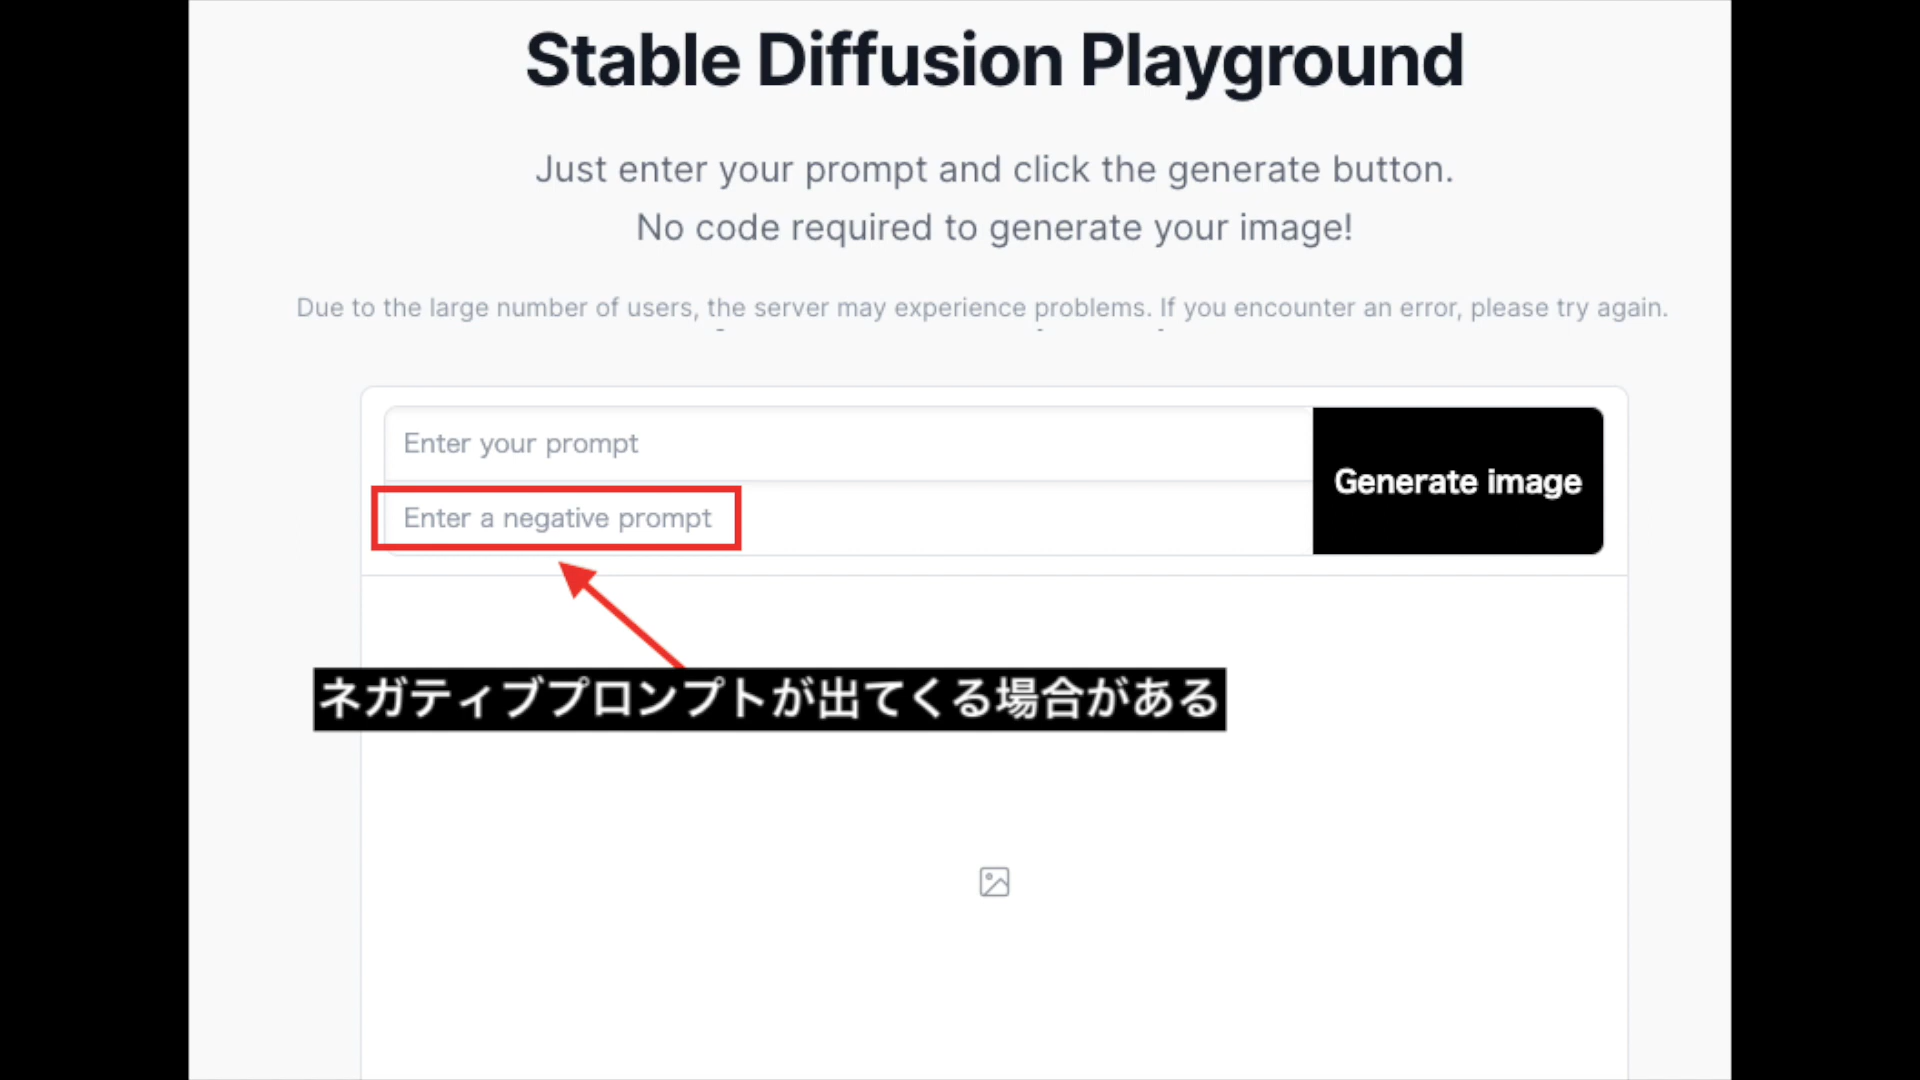 Stable Diffusion Playground
Just enter your prompt and click the generate button.
No code required to generate your image!
Due to the large number of users, the server may experience problems. If you encounter an error, please try again.
Enter your prompt
Generate image
Enter a negative prompt
ネガティブプロンプトが出てくる場合がある